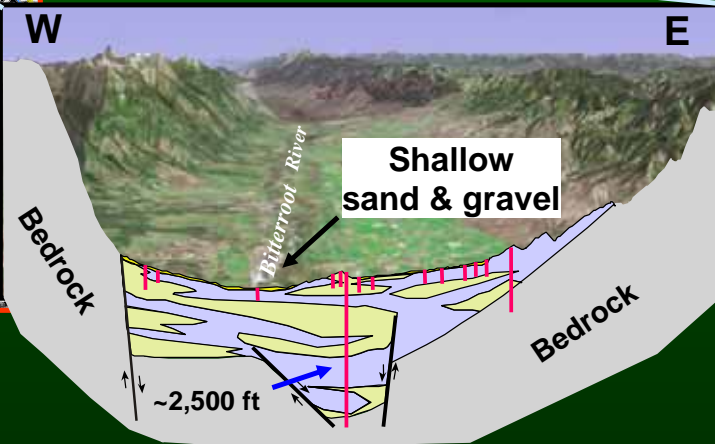 W
E
Bitterroot River
Shallow
sand & gravel
Bedrock
Bedrock
~2,500 ft